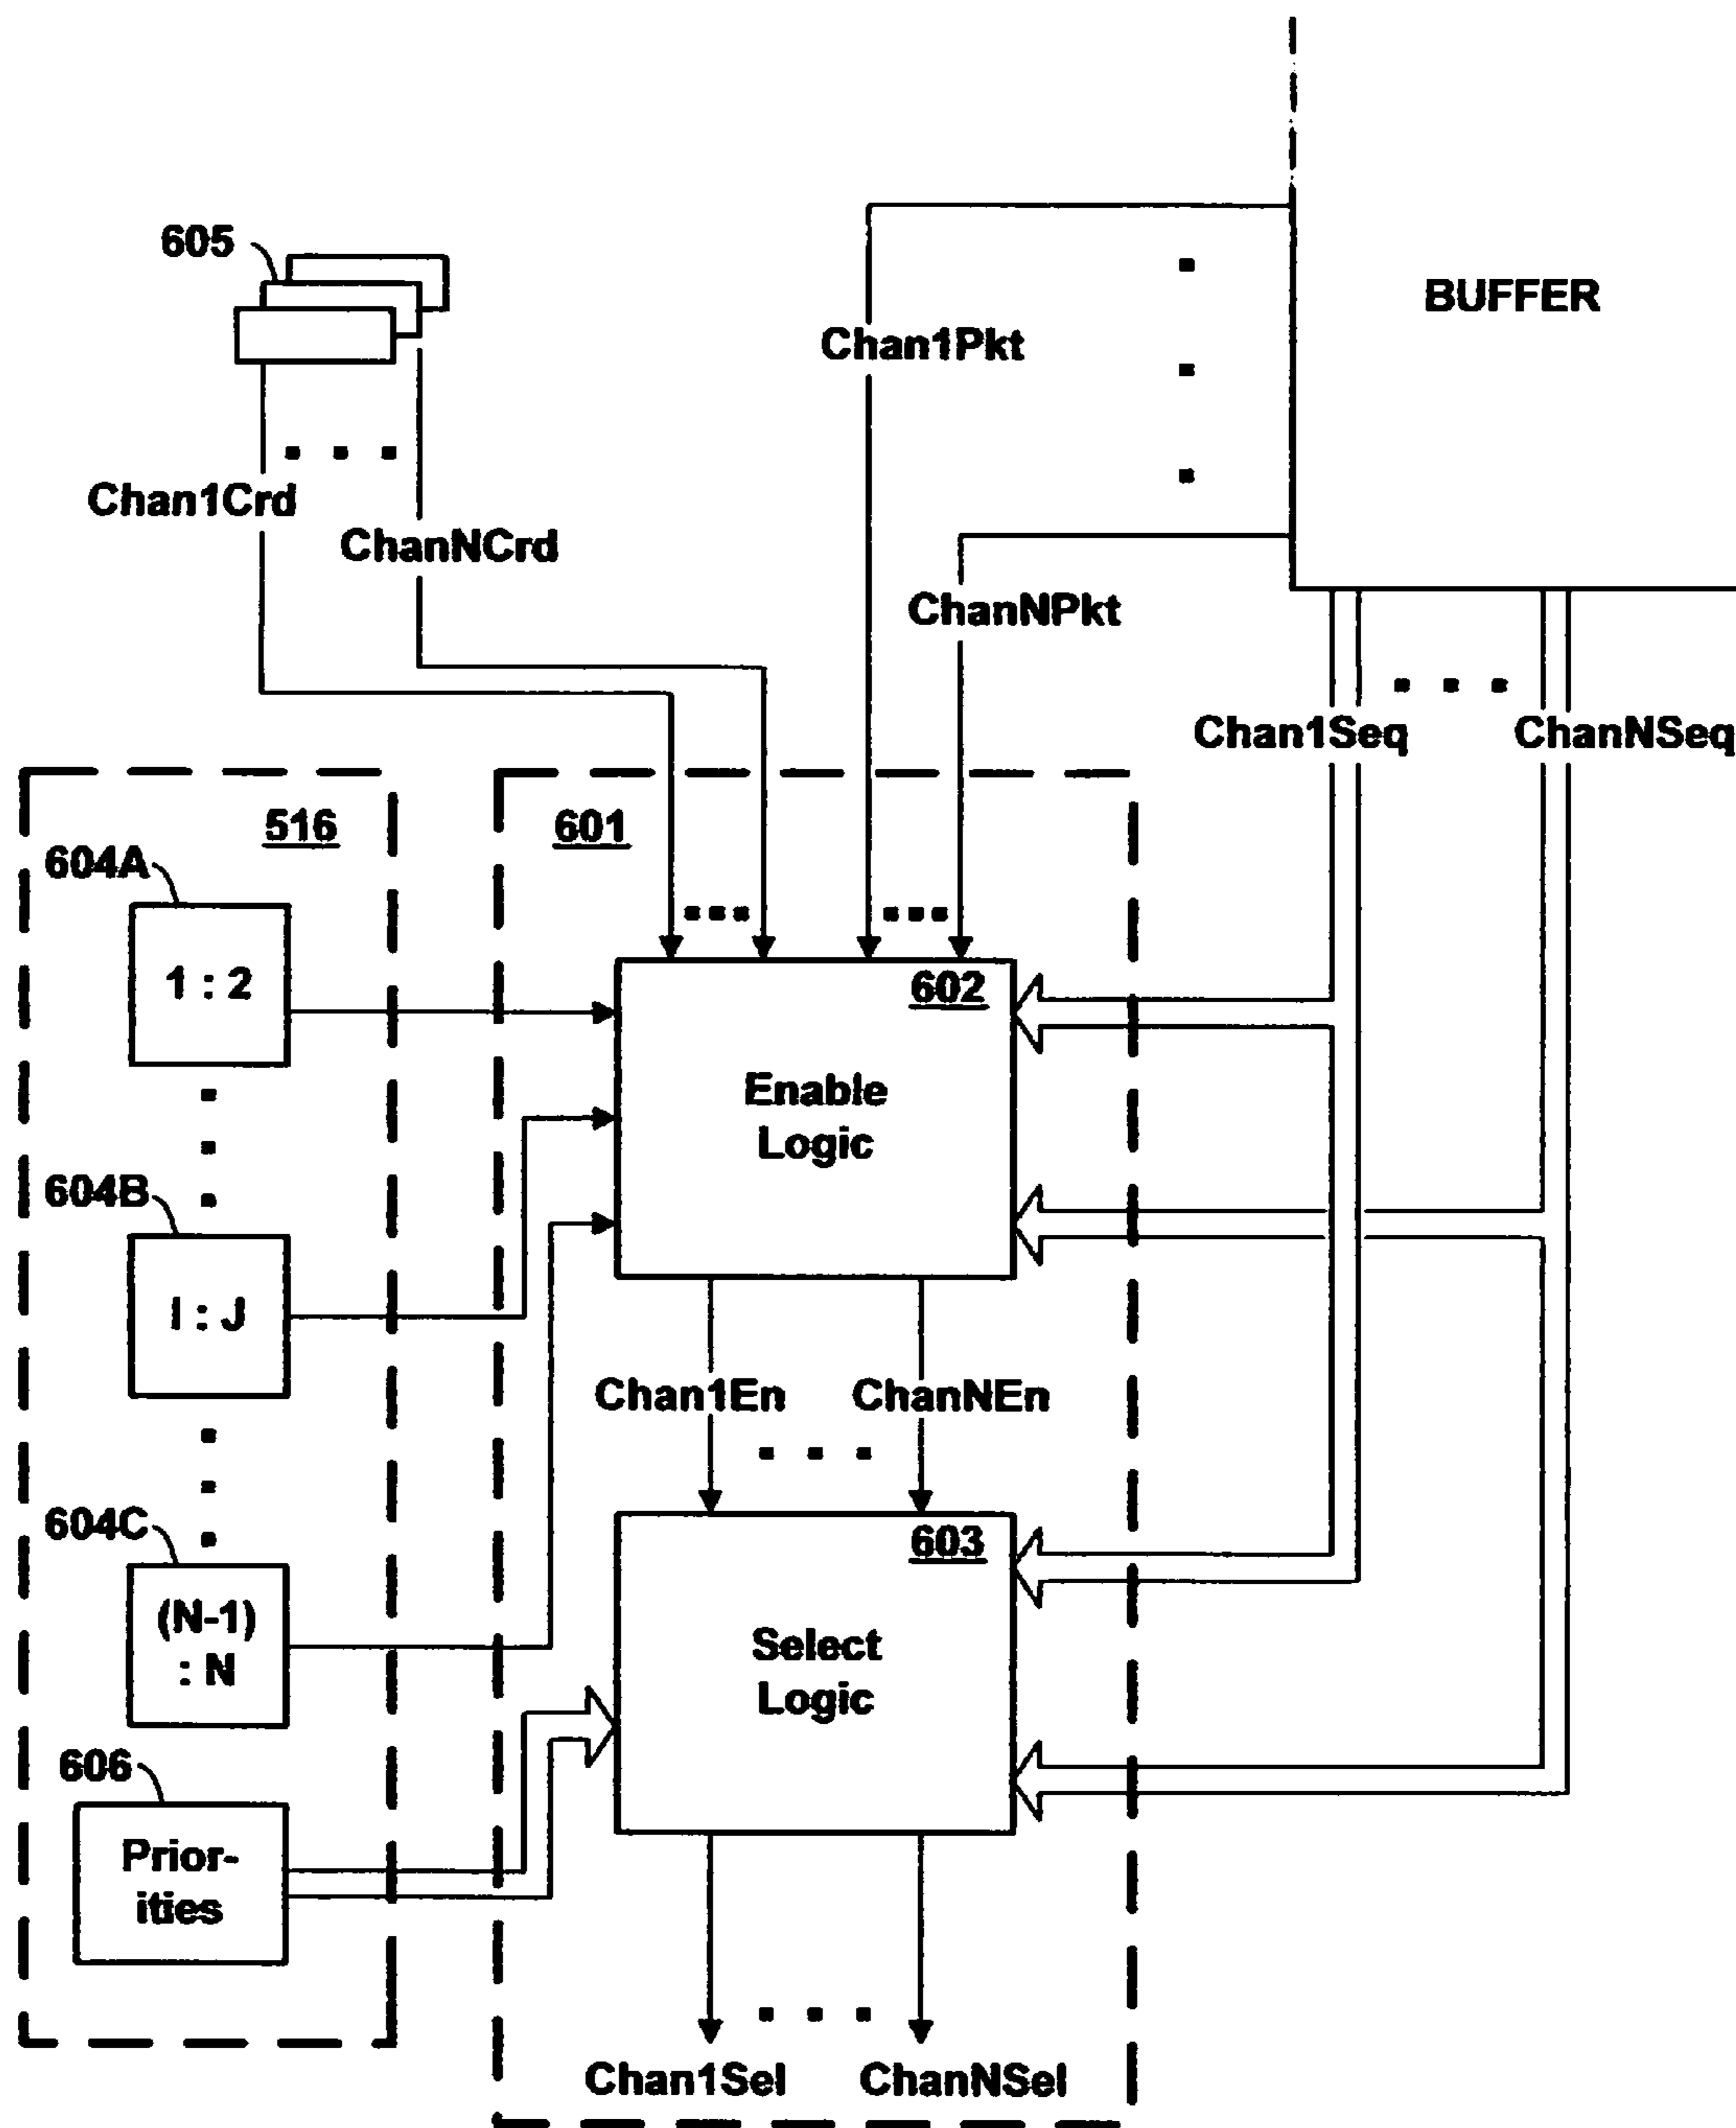 605
BUFFER
Chan1Pkt
Chan1Crd
ChanNCrd
ChanNPkt
Chan1Seq
ChanNSeq
516
601
604A
1 : 2
602
Enable
Logic
604B
I : J
Chan1En
ChanNEn
604C
(N-1)
: N
603
Select
Logic
606
Prior-
ities
Chan1Sel
ChanNSel